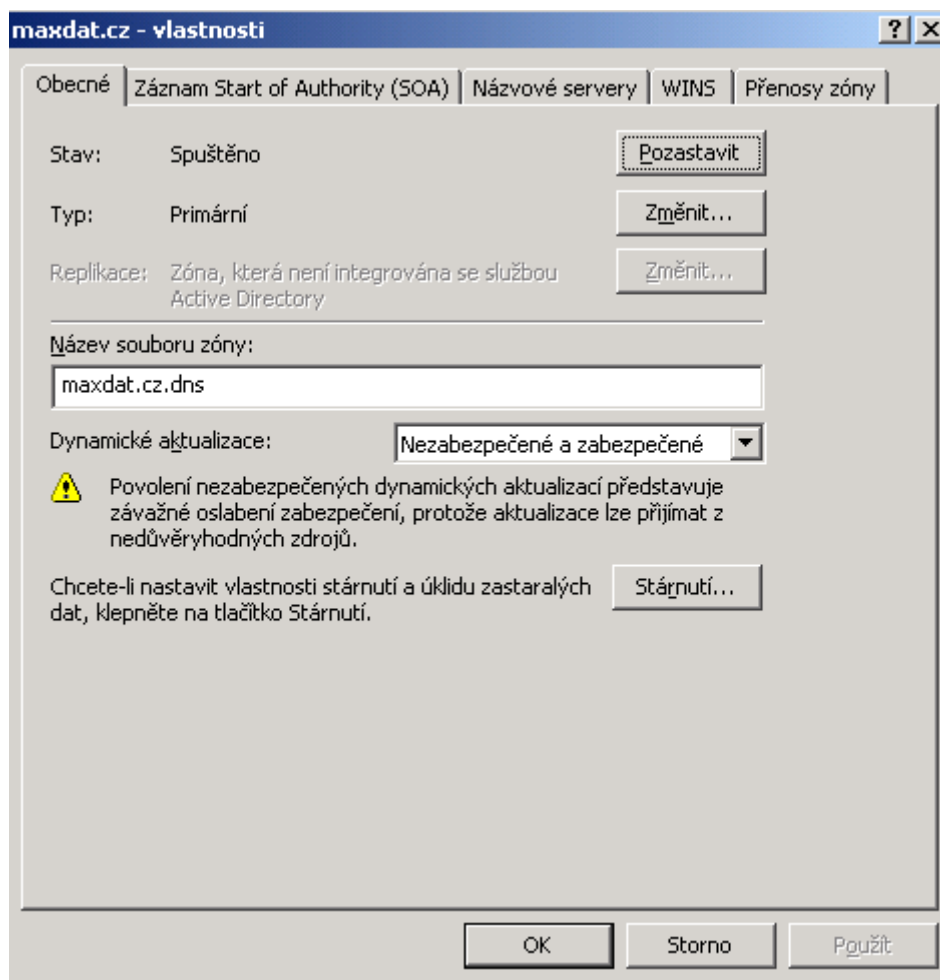 maxdat.cz - vlastnosti
Obecné Záznam Start of Authority (SOA) Názvové servery WINS Přenosy zóny
Stav: Spuštěno Pozastavit
Typ: Primární Změnit...
Replikace: Zóna, která není integrována se službou Změnit...
Active Directory
Název souboru zóny:
maxdat.cz.dns
Dynamické aktualizace: Nezabezpečené a zabezpečené
Povolení nezabezpečených dynamických aktualizací představuje
závažné oslabení zabezpečení, protože aktualizace lze přijímat z
nedůvěryhodných zdrojů.
Chcete-li nastavit vlastnosti stárnutí a úklidu zastaralých Stárnutí...
dat, klepněte na tlačítko Stárnutí.
OK Storno Použít